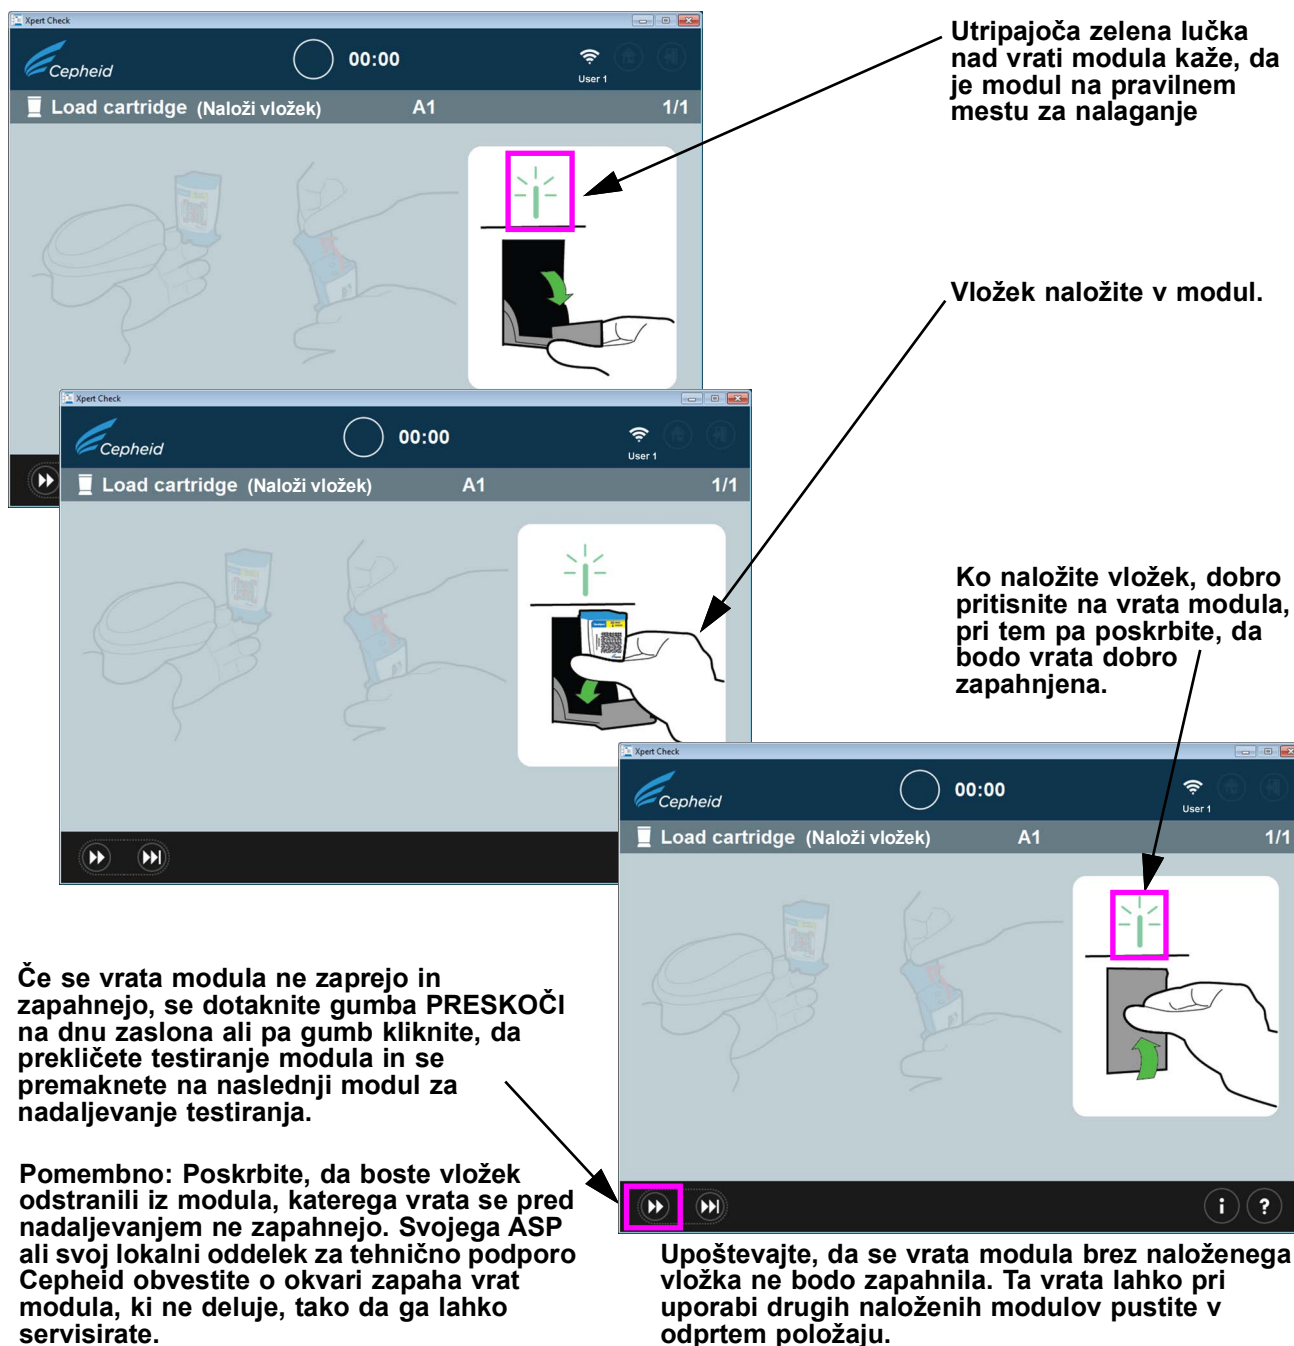 Xpert Check
Cepheid
00:00
User 1
Load cartridge (Naloži vložek)
A1
1/1
Utripajoča zelena lučka
nad vrati modula kaže, da
je modul na pravilnem
mestu za nalaganje
Vložek naložite v modul.
Xpert Check
Cepheid
00:00
User 1
Load cartridge (Naloži vložek)
A1
1/1
Ko naložite vložek, dobro
pritisnite na vrata modula,
pri tem pa poskrbite, da
bodo vrata dobro
zapahnjena.
Xpert Check
Cepheid
00:00
User 1
Load cartridge (Naloži vložek)
A1
1/1
Če se vrata modula ne zaprejo in
zapahnejo, se dotaknite gumba PRESKOČI
na dnu zaslona ali pa gumb kliknite, da
prekličete testiranje modula in se
premaknete na naslednji modul za
nadaljevanje testiranja.
Pomembno: Poskrbite, da boste vložek
odstranili iz modula, katerega vrata se pred
nadaljevanjem ne zapahnejo. Svojega ASP
ali svoj lokalni oddelek za tehnično podporo
Cepheid obvestite o okvari zapaha vrat
modula, ki ne deluje, tako da ga lahko
servisirate.
i ?
Upoštevajte, da se vrata modula brez naloženega
vložka ne bodo zapahnila. Ta vrata lahko pri
uporabi drugih naloženih modulov pustite v
odprtem položaju.